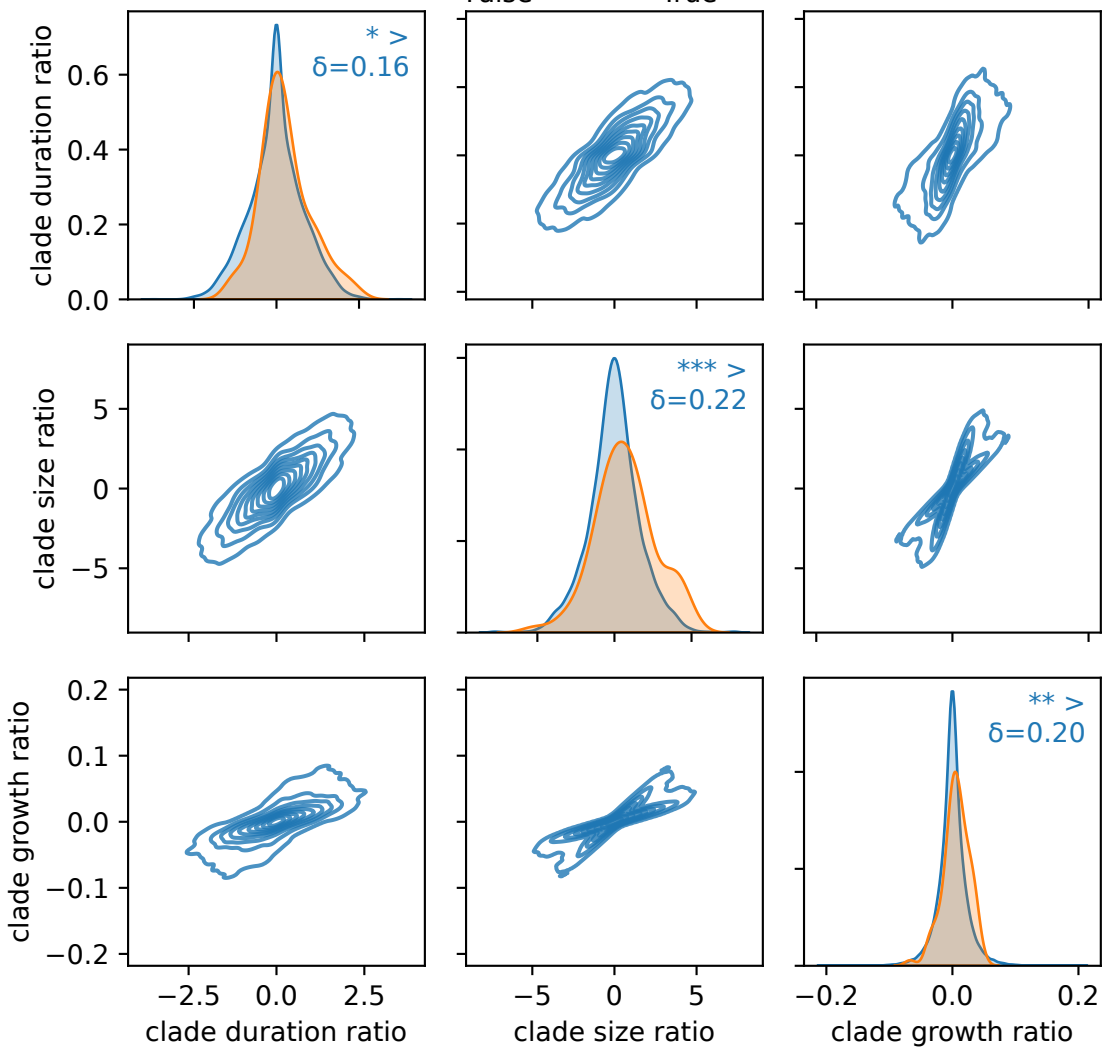 False True
clade duration ratio
0.6
0.4
0.2
0.0
* >
δ=0.16
clade size ratio
5
0
−5
*** >
δ=0.22
clade growth ratio
0.2
0.1
0.0
−0.1
−0.2
** >
δ=0.20
−2.5 0.0 2.5
−5 0 5
−0.2 0.0 0.2
clade duration ratio
clade size ratio
clade growth ratio